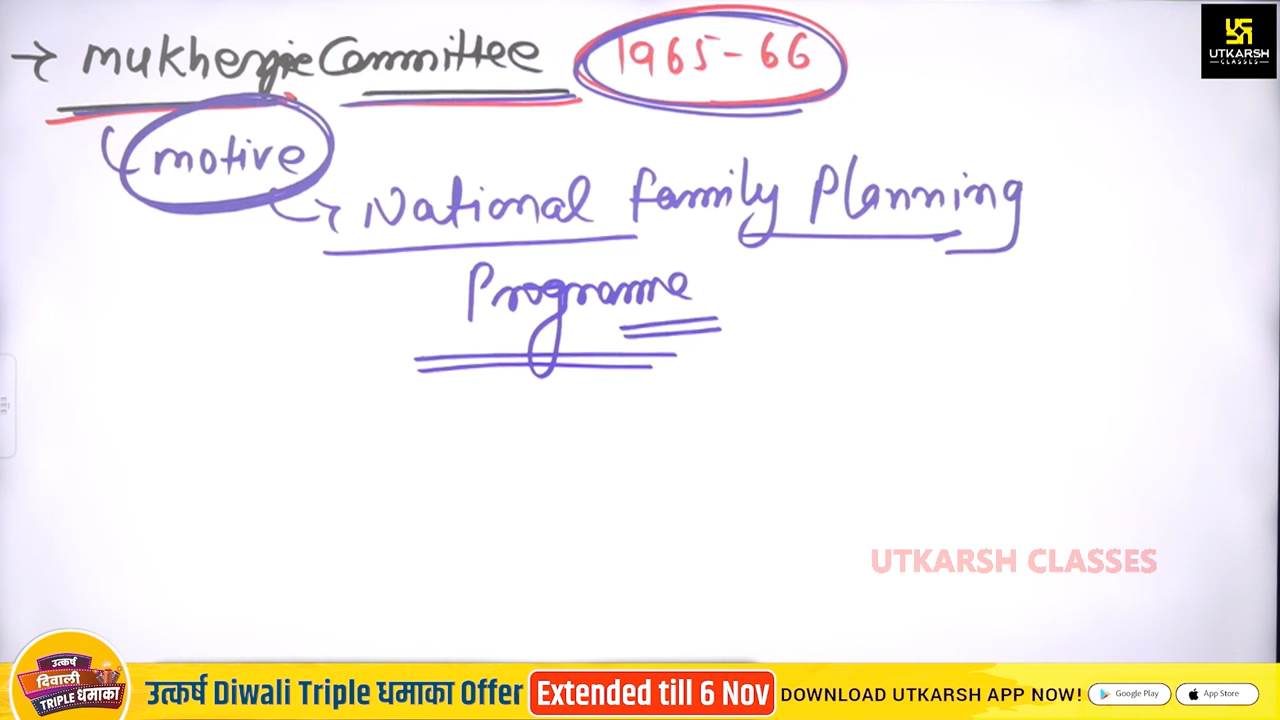 → mukherjie Committee 1965-66
UTKARSH
CLASSES
motive
→ National family Planning
Programme
UTKARSH CLASSES
उत्कर्ष
दिवाली
TRIPLE धमाका
उत्कर्ष Diwali Triple धमाका Offer Extended till 6 Nov DOWNLOAD UTKARSH APP NOW! Google Play App Store